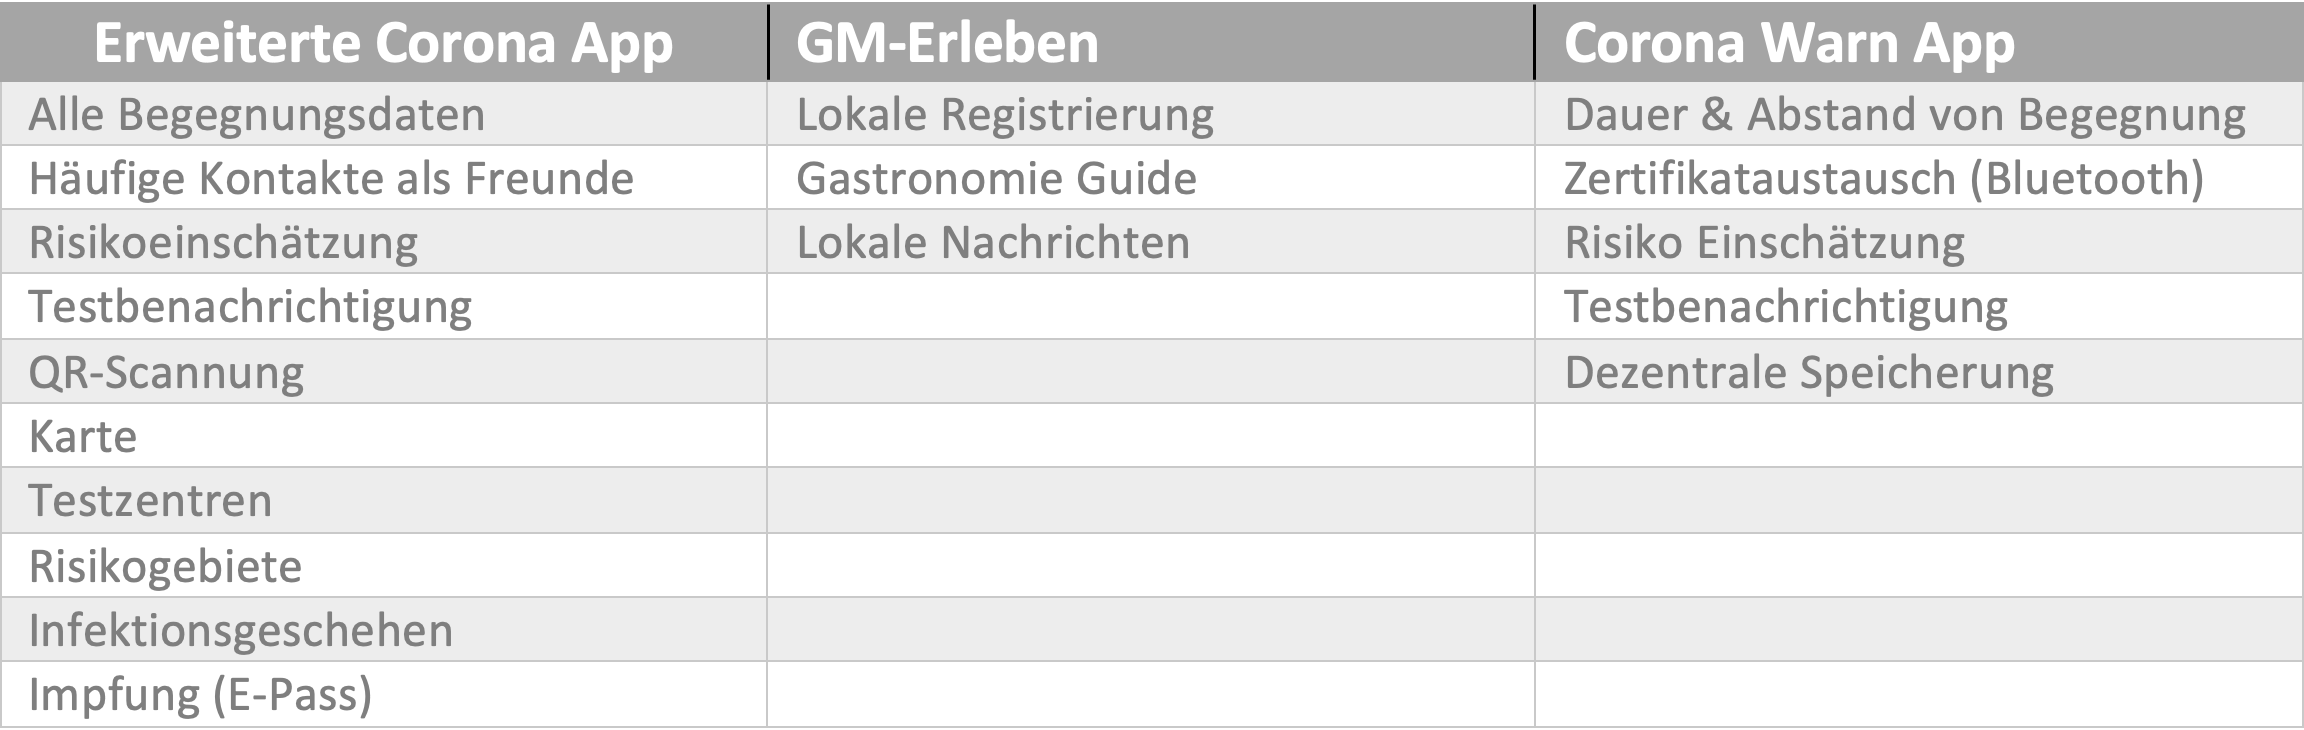 Erweiterte Corona App GM-Erleben Corona Warn App
Alle Begegnungsdaten Lokale Registrierung Dauer & Abstand von Begegnung
Häufige Kontakte als Freunde Gastronomie Guide Zertifikataustausch (Bluetooth)
Risikoeinschätzung Lokale Nachrichten Risiko Einschätzung
Testbenachrichtigung Testbenachrichtigung
QR-Scannung Dezentrale Speicherung
Karte
Testzentren
Risikogebiete
Infektionsgeschehen
Impfung (E-Pass)